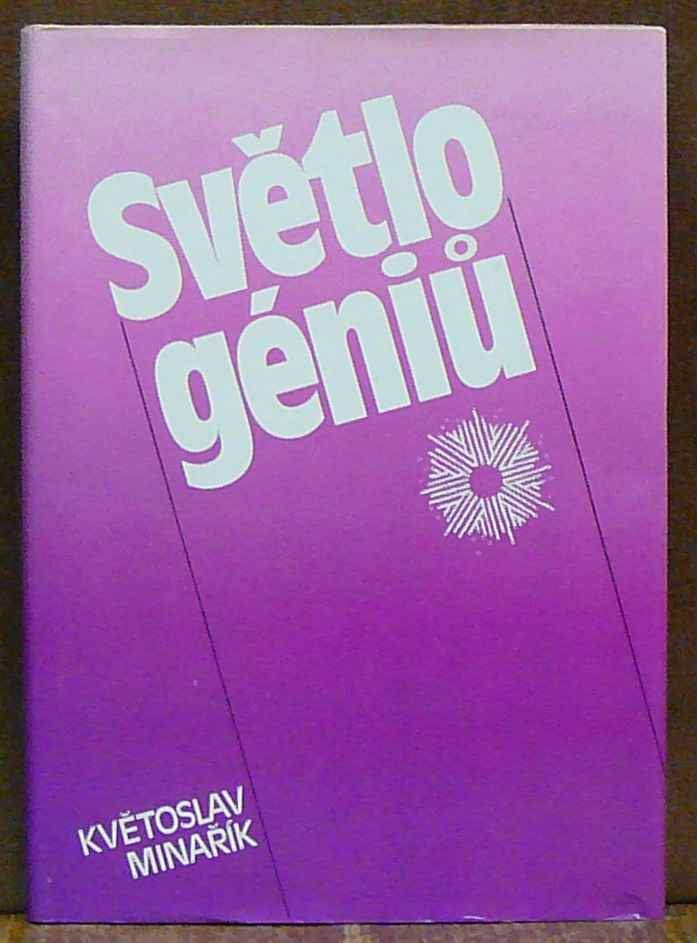 Světlo
géniů
KVĚTOSLAV
MINAŘÍK